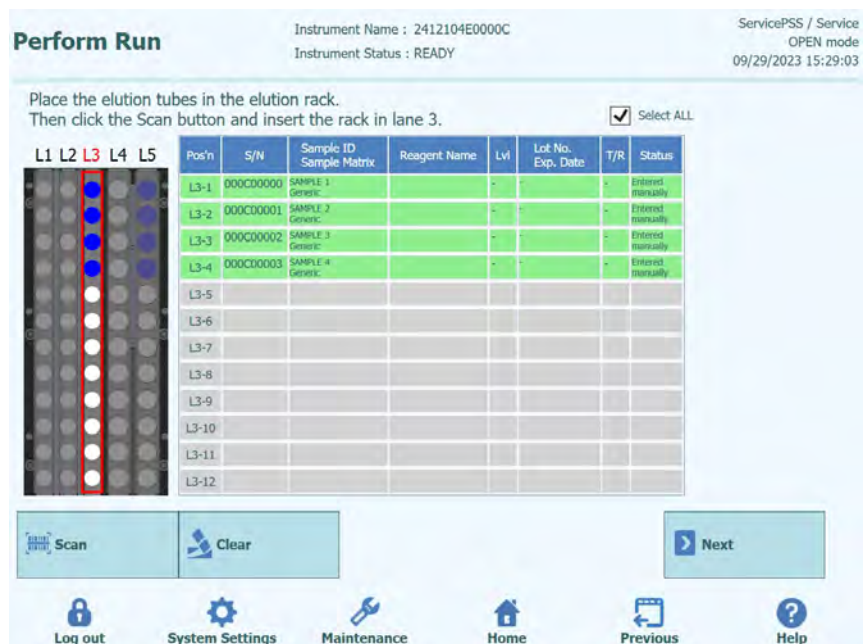 Perform Run
Instrument Name : 2412104E0000C
Instrument Status : READY
ServicePSS / Service
OPEN mode
09/29/2023 15:29:03
Place the elution tubes in the elution rack.
Then click the Scan button and insert the rack in lane 3.
Select ALL
L1 L2 L3 L4 L5
Pos'n S/N Sample ID Sample Matrix Reagent Name Lvl Lot No. Exp. Date T/R Status
L3-1 000C00000 SAMPLE 1 Generic - - - Entered manually
L3-2 000C00001 SAMPLE 2 Generic - - - Entered manually
L3-3 000C00002 SAMPLE 3 Generic - - - Entered manually
L3-4 000C00003 SAMPLE 4 Generic - - - Entered manually
L3-5
L3-6
L3-7
L3-8
L3-9
L3-10
L3-11
L3-12
Scan
Clear
Next
Log out
System Settings
Maintenance
Home
Previous
Help